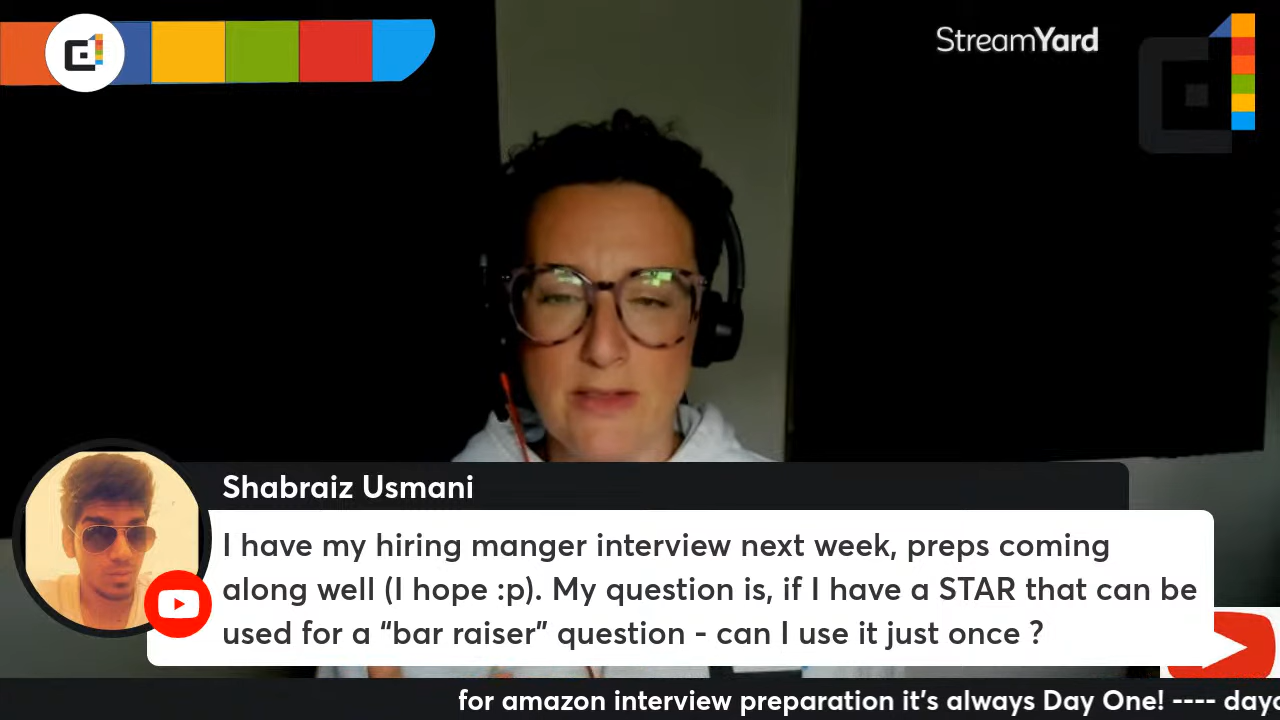 StreamYard
Shabraiz Usmani
I have my hiring manger interview next week, preps coming
along well (I hope :p). My question is, if I have a STAR that can be
used for a “bar raiser” question - can I use it just once ?
for amazon interview preparation it's always Day One! ----